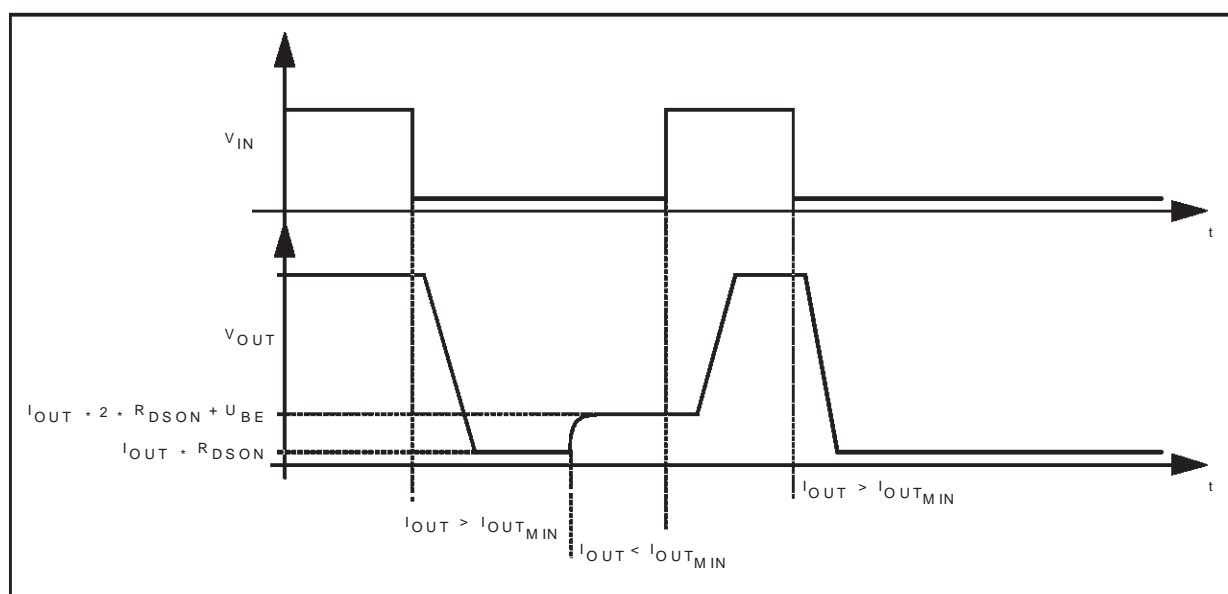 VIN
t
VOUT
IOUT * 2 * RDSON + UBE
IOUT * RDSON
t
IOUT > IOUTMIN
IOUT > IOUTMIN
IOUT < IOUTMIN